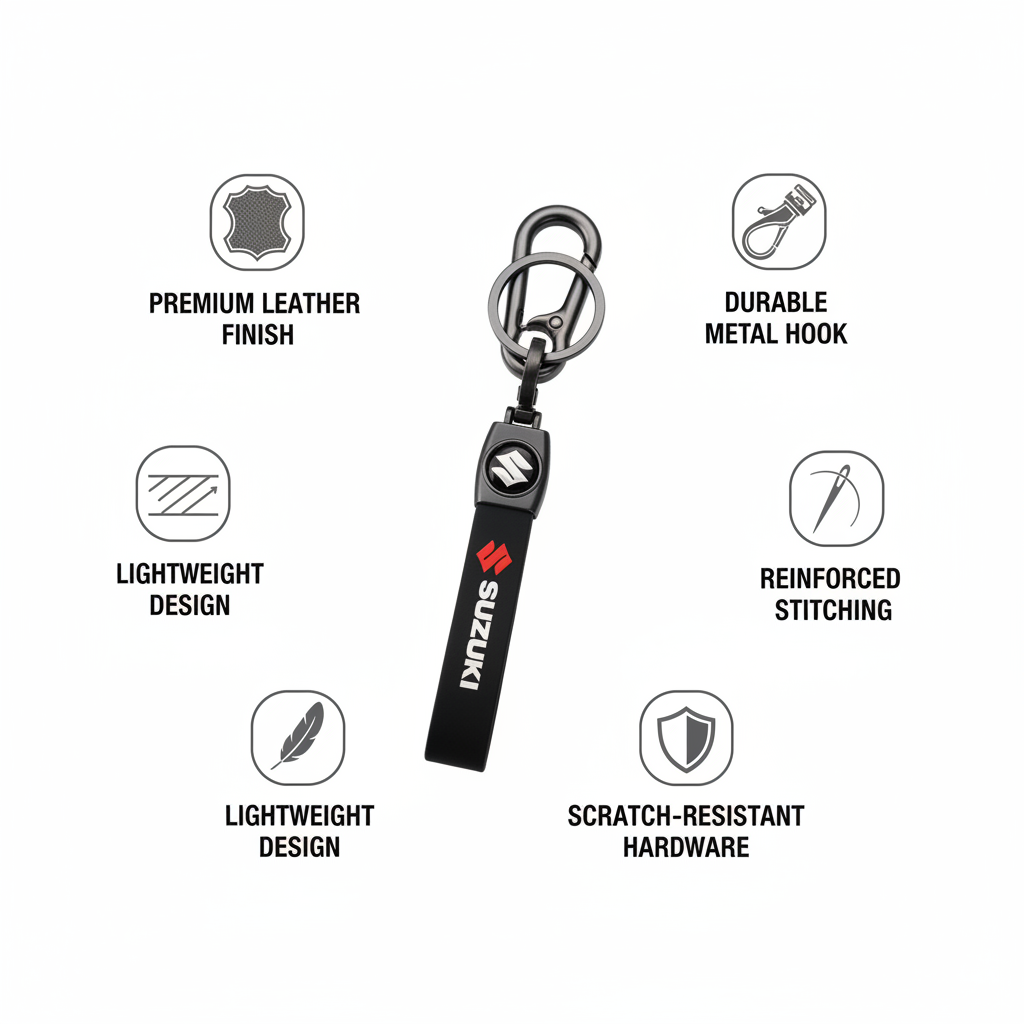 PREMIUM LEATHER
FINISH
DURABLE
METAL HOOK
LIGHTWEIGHT
DESIGN
REINFORCED
STITCHING
SUZUKI
LIGHTWEIGHT
DESIGN
SCRATCH-RESISTANT
HARDWARE